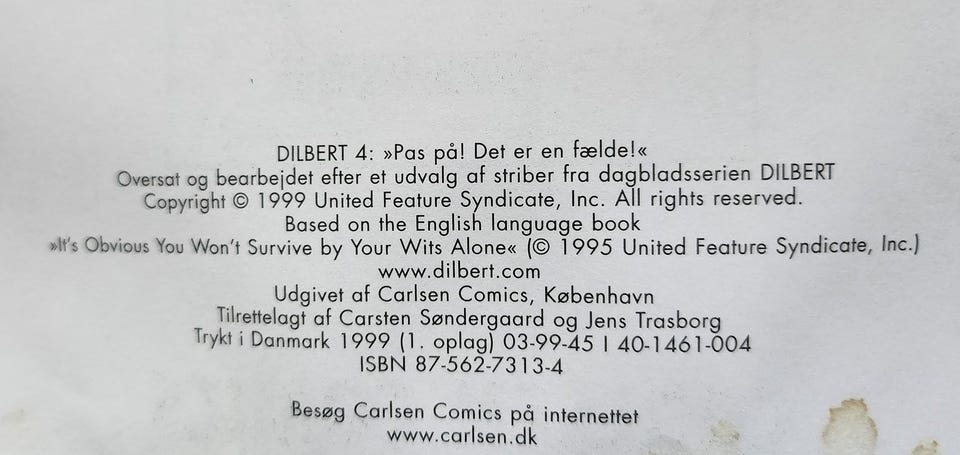 DILBERT 4: »Pas på! Det er en fælde!«
Oversat og bearbejdet efter et udvalg af striber fra dagbladsserien DILBERT
Copyright © 1999 United Feature Syndicate, Inc. All rights reserved.
Based on the English language book
»It's Obvious You Won't Survive by Your Wits Alone« (© 1995 United Feature Syndicate, Inc.)
www.dilbert.com
Udgivet af Carlsen Comics, København
Tilrettelagt af Carsten Søndergaard og Jens Trasborg
Trykt i Danmark 1999 (1. oplag) 03-99-45 I 40-1461-004
ISBN 87-562-7313-4
Besøg Carlsen Comics på internettet
www.carlsen.dk